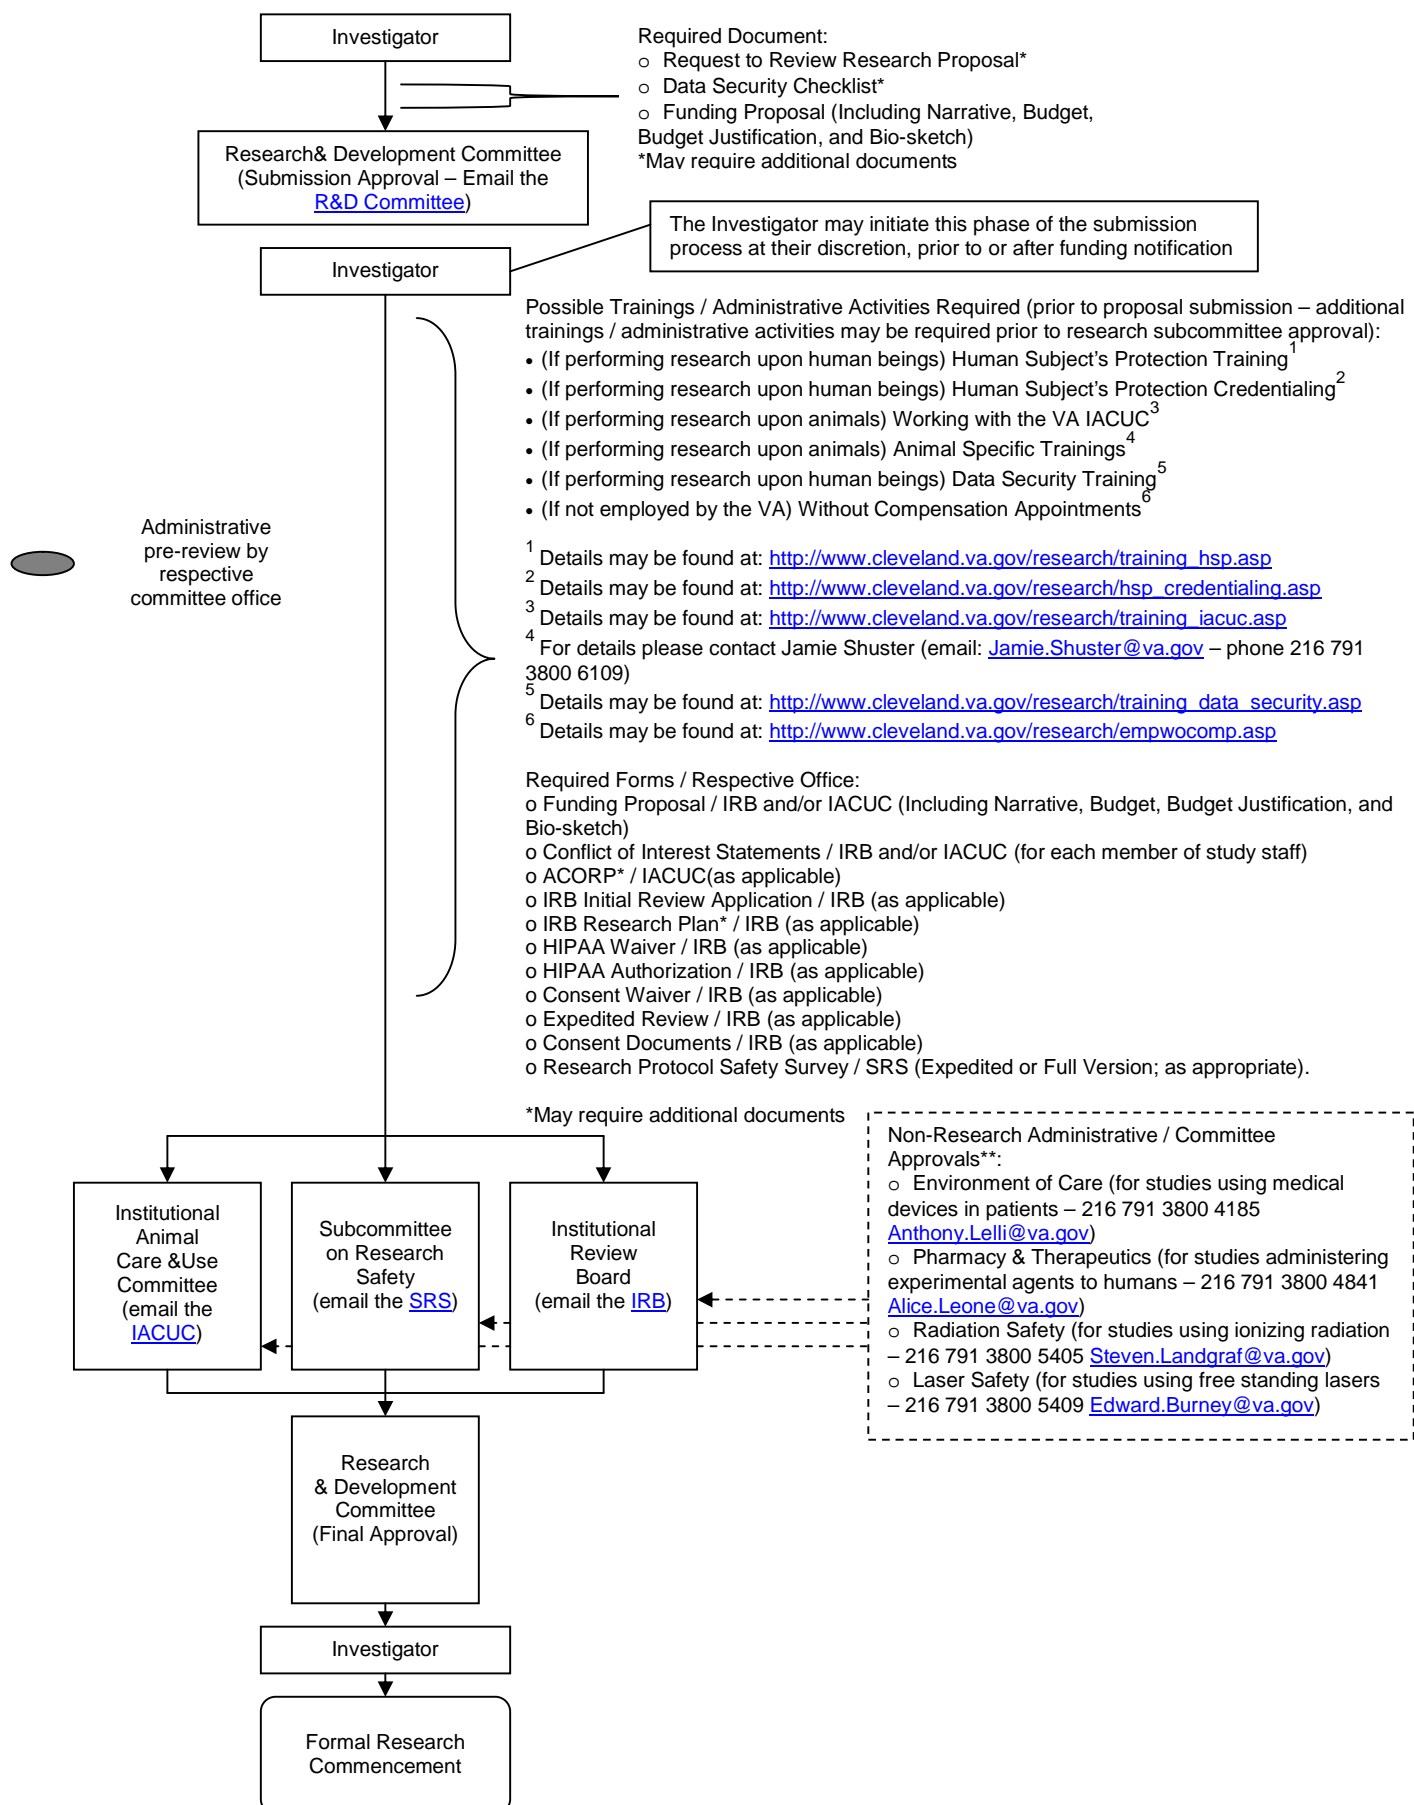 Investigator
Required Document:
o Request to Review Research Proposal*
o Data Security Checklist*
o Funding Proposal (Including Narrative, Budget,
Budget Justification, and Bio-sketch)
*May require additional documents
Research& Development Committee
(Submission Approval – Email the
R&D Committee)
The Investigator may initiate this phase of the submission
process at their discretion, prior to or after funding notification
Investigator
Possible Trainings / Administrative Activities Required (prior to proposal submission – additional
trainings / administrative activities may be required prior to research subcommittee approval):
• (If performing research upon human beings) Human Subject's Protection Training1
• (If performing research upon human beings) Human Subject's Protection Credentialing2
• (If performing research upon animals) Working with the VA IACUC3
• (If performing research upon animals) Animal Specific Trainings4
• (If performing research upon human beings) Data Security Training5
• (If not employed by the VA) Without Compensation Appointments6
Administrative
pre-review by
respective
committee office
1 Details may be found at: http://www.cleveland.va.gov/research/training_hsp.asp
2 Details may be found at: http://www.cleveland.va.gov/research/hsp_credentialing.asp
3 Details may be found at: http://www.cleveland.va.gov/research/training_iacuc.asp
4 For details please contact Jamie Shuster (email: Jamie.Shuster@va.gov – phone 216 791
3800 6109)
5 Details may be found at: http://www.cleveland.va.gov/research/training_data_security.asp
6 Details may be found at: http://www.cleveland.va.gov/research/empwocomp.asp
Required Forms / Respective Office:
o Funding Proposal / IRB and/or IACUC (Including Narrative, Budget, Budget Justification, and
Bio-sketch)
o Conflict of Interest Statements / IRB and/or IACUC (for each member of study staff)
o ACORP* / IACUC(as applicable)
o IRB Initial Review Application / IRB (as applicable)
o IRB Research Plan* / IRB (as applicable)
o HIPAA Waiver / IRB (as applicable)
o HIPAA Authorization / IRB (as applicable)
o Consent Waiver / IRB (as applicable)
o Expedited Review / IRB (as applicable)
o Consent Documents / IRB (as applicable)
o Research Protocol Safety Survey / SRS (Expedited or Full Version; as appropriate).
*May require additional documents
Institutional
Animal
Care &Use
Committee
(email the
IACUC)
Subcommittee
on Research
Safety
(email the SRS)
Institutional
Review
Board
(email the IRB)
Non-Research Administrative / Committee
Approvals**:
o Environment of Care (for studies using medical
devices in patients – 216 791 3800 4185
Anthony.Lelli@va.gov)
o Pharmacy & Therapeutics (for studies administering
experimental agents to humans – 216 791 3800 4841
Alice.Leone@va.gov)
o Radiation Safety (for studies using ionizing radiation
– 216 791 3800 5405 Steven.Landgraf@va.gov)
o Laser Safety (for studies using free standing lasers
– 216 791 3800 5409 Edward.Burney@va.gov)
Research
& Development
Committee
(Final Approval)
Investigator
Formal Research
Commencement